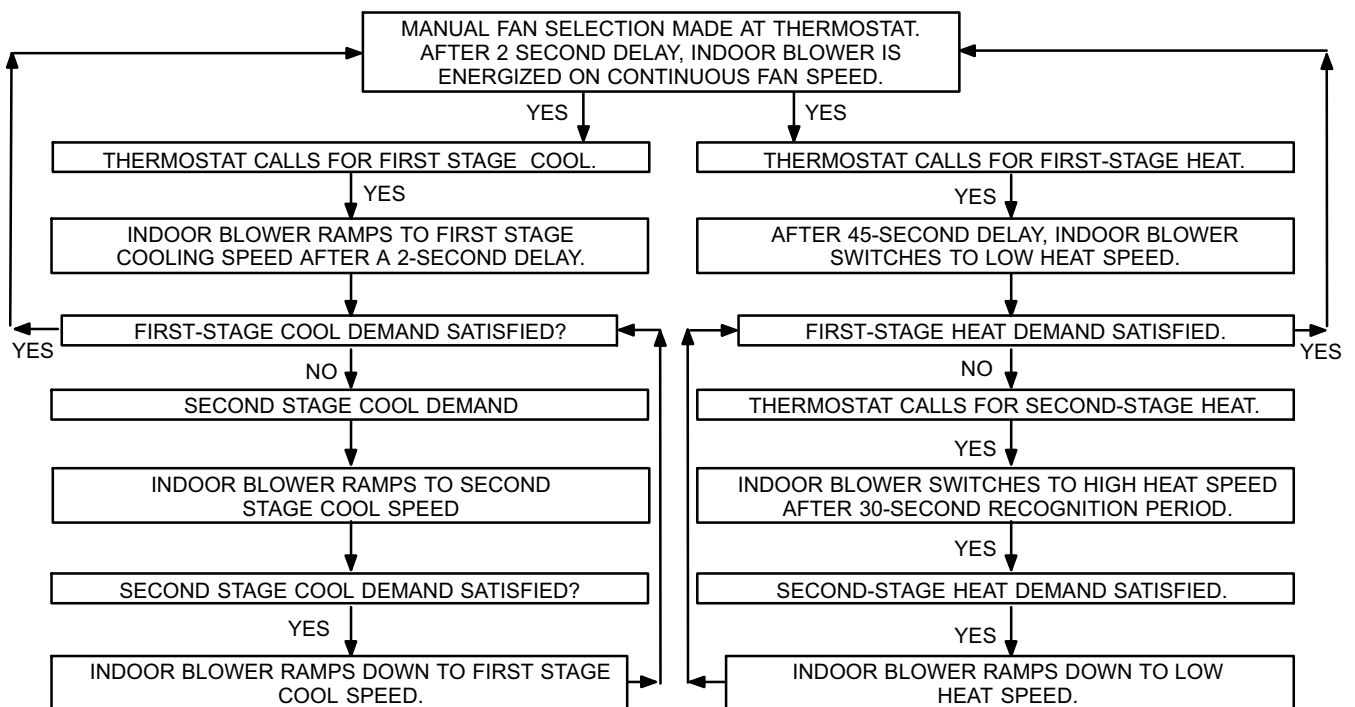 MANUAL FAN SELECTION MADE AT THERMOSTAT.
AFTER 2 SECOND DELAY, INDOOR BLOWER IS
ENERGIZED ON CONTINUOUS FAN SPEED.
YES
YES
THERMOSTAT CALLS FOR FIRST STAGE COOL.
YES
INDOOR BLOWER RAMPS TO FIRST STAGE
COOLING SPEED AFTER A 2-SECOND DELAY.
FIRST-STAGE COOL DEMAND SATISFIED?
YES
NO
SECOND STAGE COOL DEMAND
INDOOR BLOWER RAMPS TO SECOND
STAGE COOL SPEED
SECOND STAGE COOL DEMAND SATISFIED?
YES
INDOOR BLOWER RAMPS DOWN TO FIRST STAGE
COOL SPEED.
THERMOSTAT CALLS FOR FIRST-STAGE HEAT.
YES
AFTER 45-SECOND DELAY, INDOOR BLOWER
SWITCHES TO LOW HEAT SPEED.
FIRST-STAGE HEAT DEMAND SATISFIED.
YES
NO
THERMOSTAT CALLS FOR SECOND-STAGE HEAT.
YES
INDOOR BLOWER SWITCHES TO HIGH HEAT SPEED
AFTER 30-SECOND RECOGNITION PERIOD.
YES
SECOND-STAGE HEAT DEMAND SATISFIED.
YES
INDOOR BLOWER RAMPS DOWN TO LOW
HEAT SPEED.